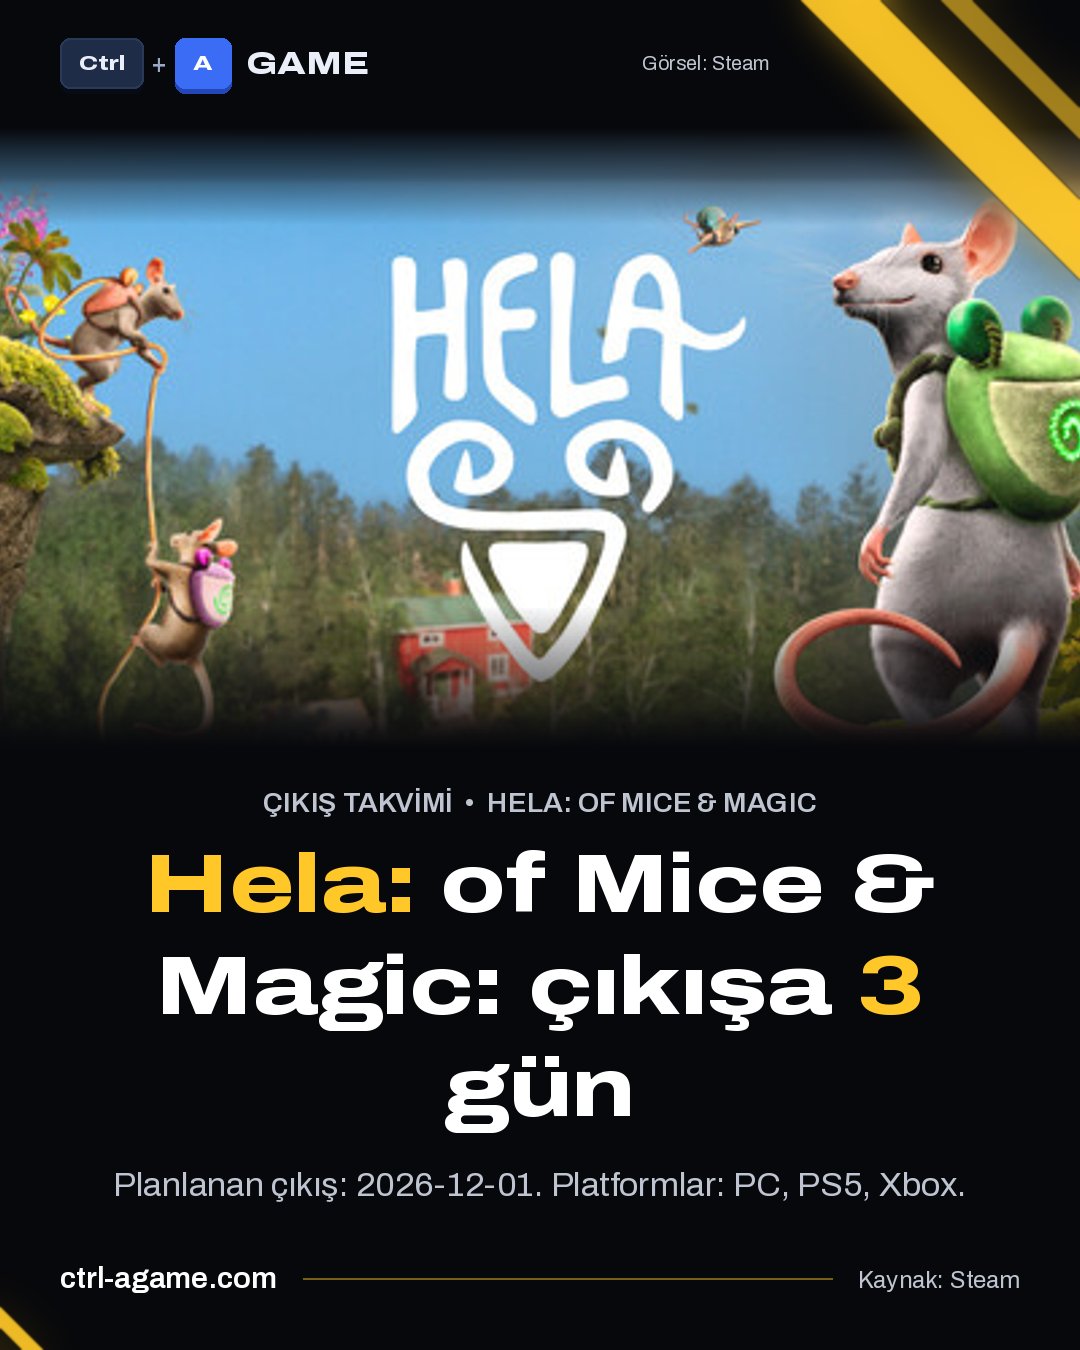 Ctrl + A GAME
Görsel: Steam
HELA
ÇIKIŞ TAKVİMİ • HELA: OF MICE & MAGIC
Hela: of Mice &
Magic: çıkışa 3
gün
Planlanan çıkış: 2026-12-01. Platformlar: PC, PS5, Xbox.
ctrl-agame.com
Kaynak: Steam